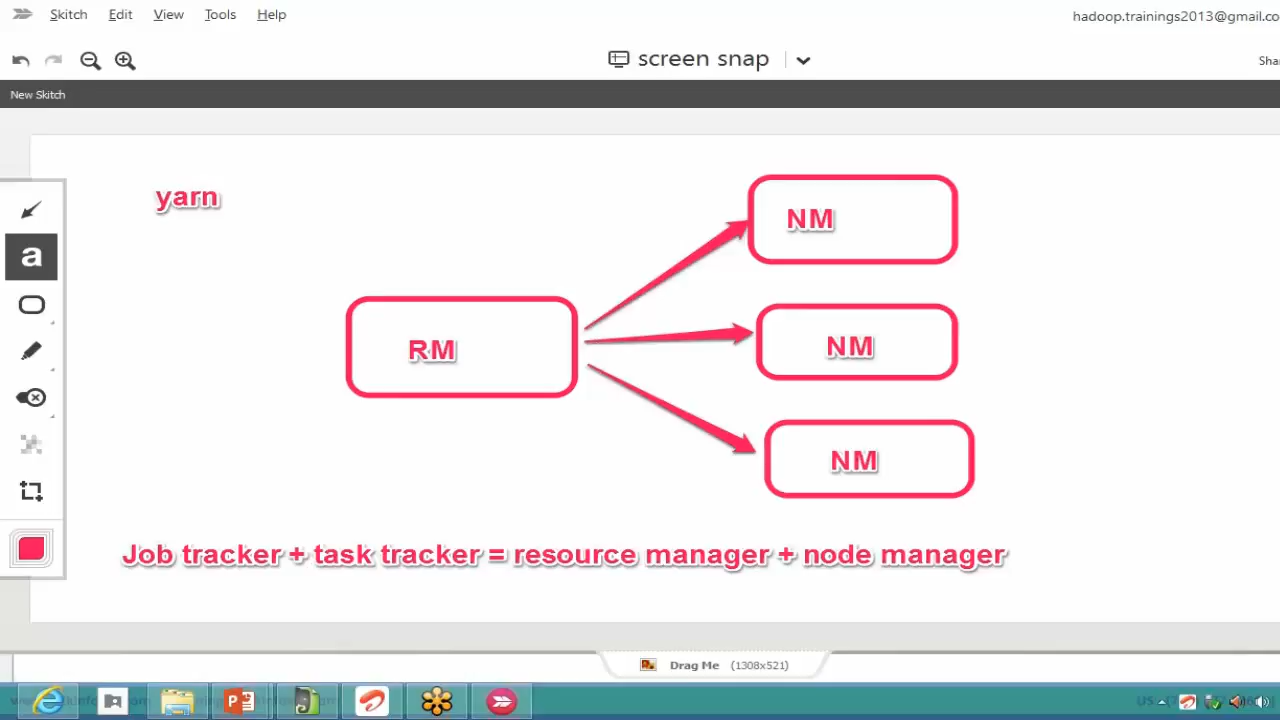 Skitch Edit View Tools Help
hadoop.trainings2013@gmail.co
screen snap
Sha
New Skitch
yarn
NM
a
RM
NM
NM
Job tracker + task tracker = resource manager + node manager
Drag Me (1308x521)